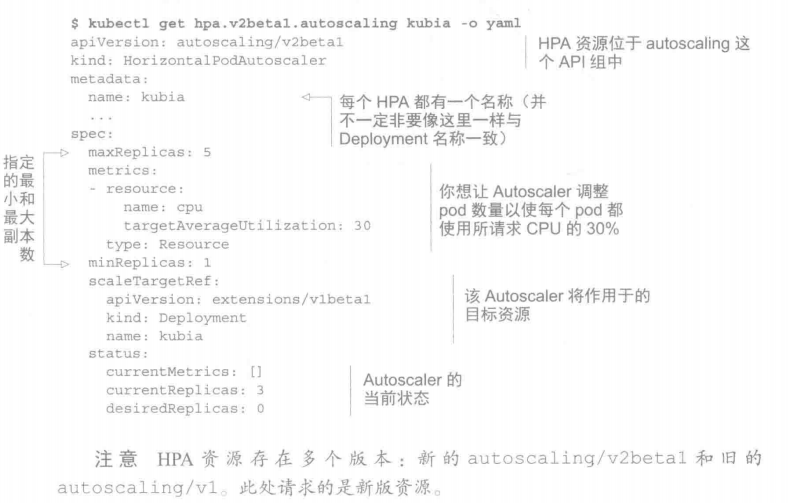 $ kubectl get hpa.v2beta1.autoscaling kubia -o yaml
apiVersion: autoscaling/v2beta1
kind: HorizontalPodAutoscaler
metadata:
name: kubia
...
spec:
maxReplicas: 5
metrics:
- resource:
name: cpu
targetAverageUtilization: 30
type: Resource
minReplicas: 1
scaleTargetRef:
apiVersion: extensions/v1beta1
kind: Deployment
name: kubia
status:
currentMetrics: []
currentReplicas: 3
desiredReplicas: 0
HPA 资源位于 autoscaling 这
个 API 组中
每个 HPA 都有一个名称（并
不一定非要像这里一样与
Deployment 名称一致）
指定
的最
小和
最大
副本
数
你想让 Autoscaler 调整
pod 数量以使每个 pod 都
使用所请求 CPU 的 30%
该 Autoscaler 将作用于的
目标资源
Autoscaler 的
当前状态
注意 HPA 资源存在多个版本：新的 autoscaling/v2beta1 和旧的
autoscaling/v1。此处请求的是新版资源。